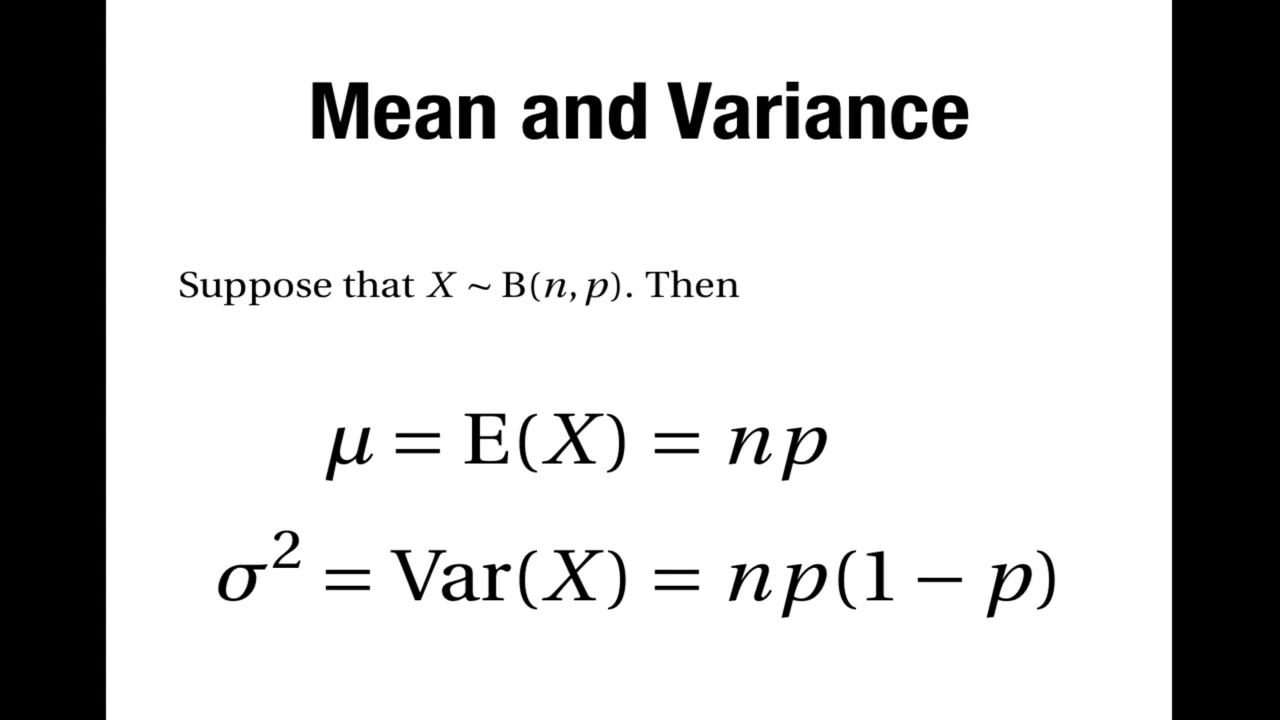 Mean and Variance
Suppose that X ~ B(n, p). Then
μ = E(X) = np
σ² = Var(X) = np(1 − p)